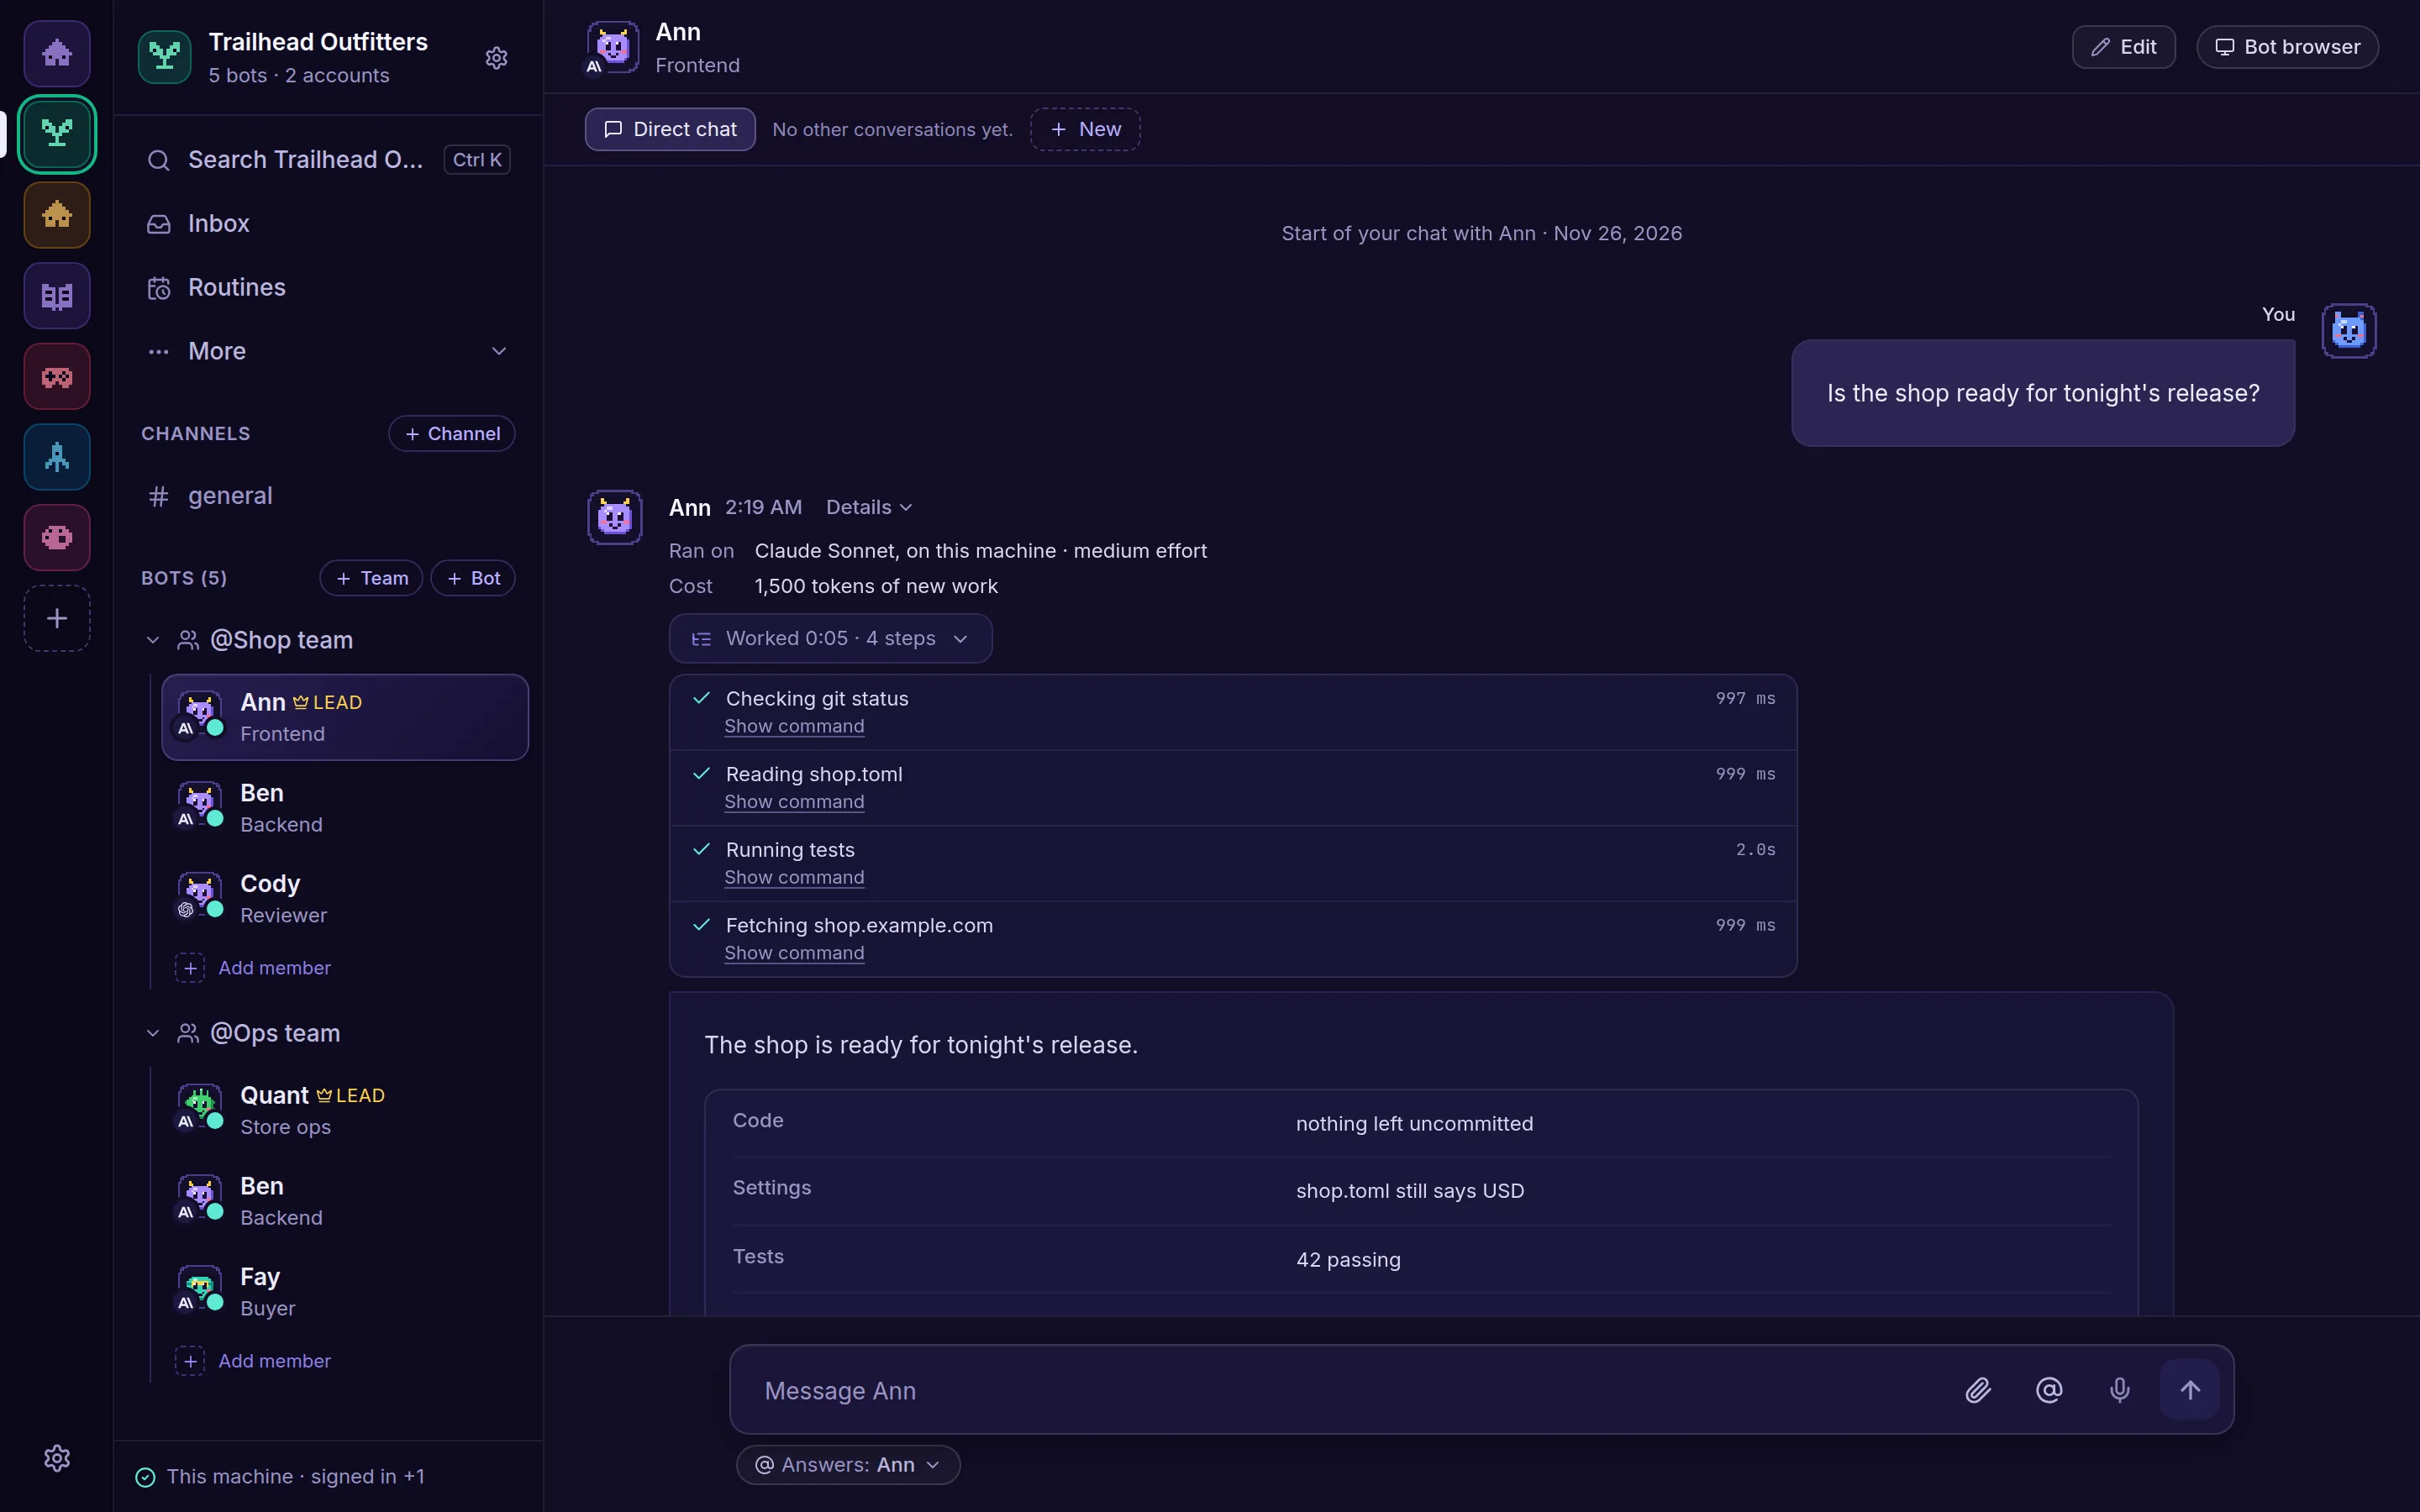 Trailhead Outfitters
5 bots · 2 accounts
Search Trailhead O...
Ctrl K
Inbox
Routines
More
CHANNELS
+ Channel
general
BOTS (5)
+ Team
+ Bot
@Shop team
Ann LEAD
Frontend
Ben
Backend
Cody
Reviewer
+ Add member
@Ops team
Quant LEAD
Store ops
Ben
Backend
Fay
Buyer
+ Add member
This machine · signed in +1
Ann
Frontend
Edit
Bot browser
Direct chat
No other conversations yet.
+ New
Start of your chat with Ann · Nov 26, 2026
You
Is the shop ready for tonight's release?
Ann 2:19 AM Details
Ran on Claude Sonnet, on this machine · medium effort
Cost 1,500 tokens of new work
Worked 0:05 · 4 steps
Checking git status 997 ms
Show command
Reading shop.toml 999 ms
Show command
Running tests 2.0s
Show command
Fetching shop.example.com 999 ms
Show command
The shop is ready for tonight's release.
Code nothing left uncommitted
Settings shop.toml still says USD
Tests 42 passing
Message Ann
@ Answers: Ann